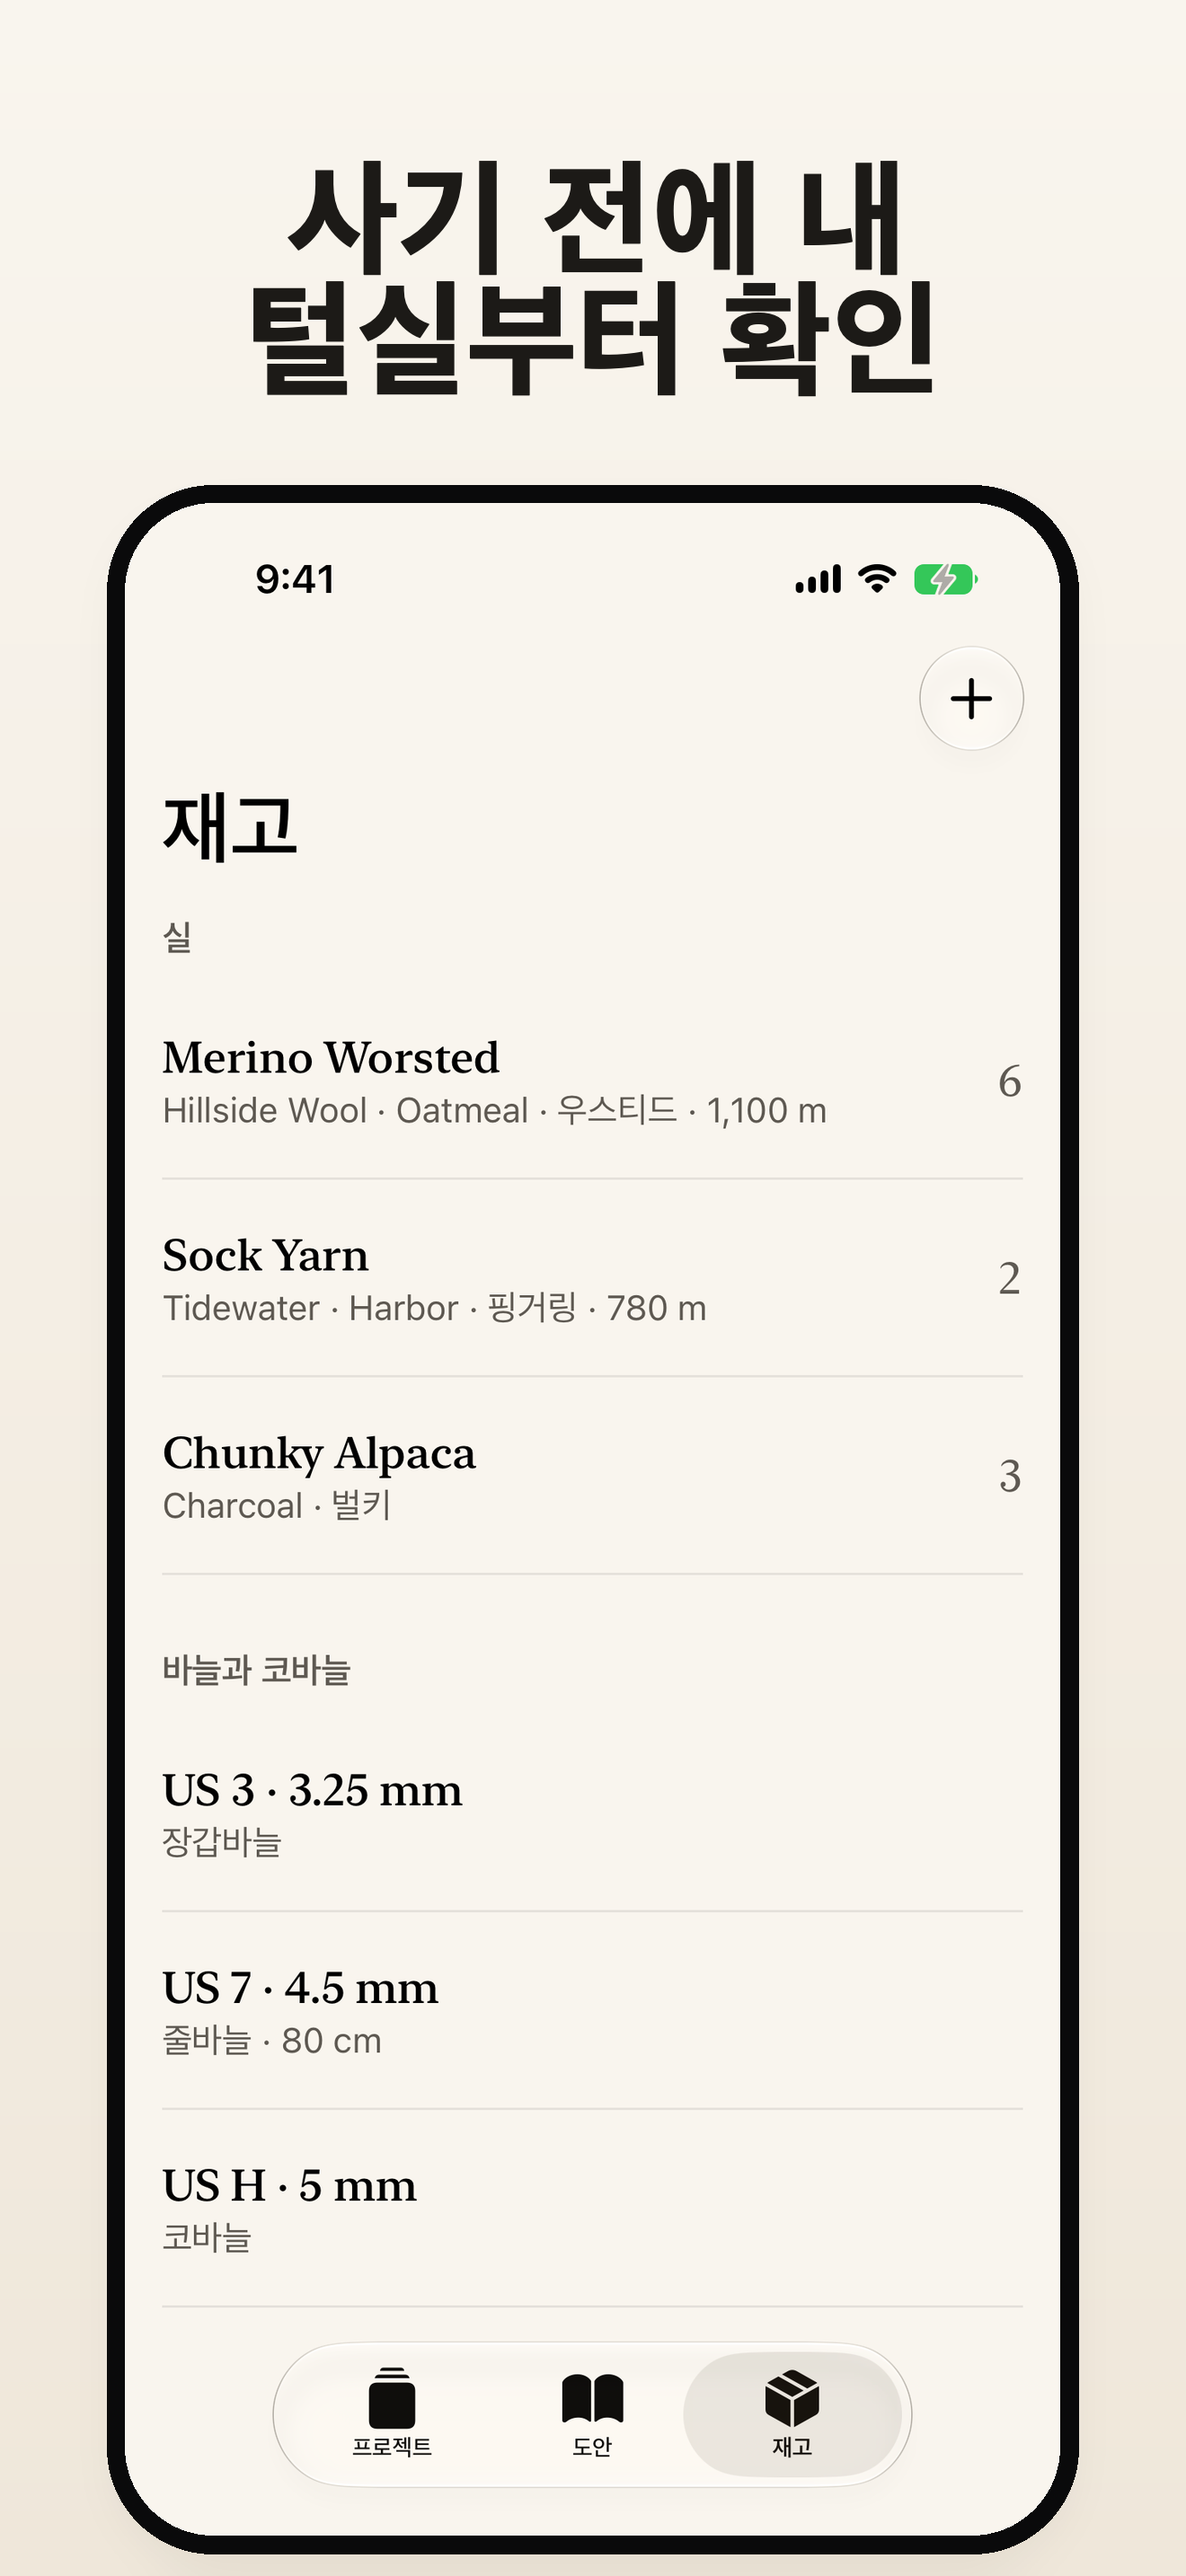 사기 전에 내
털실부터 확인
9:41
재고
실
Merino Worsted
Hillside Wool · Oatmeal · 우스티드 · 1,100 m
6
Sock Yarn
Tidewater · Harbor · 핑거링 · 780 m
2
Chunky Alpaca
Charcoal · 벌키
3
바늘과 코바늘
US 3 · 3.25 mm
장갑바늘
US 7 · 4.5 mm
줄바늘 · 80 cm
US H · 5 mm
코바늘
프로젝트
도안
재고